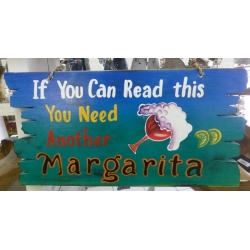 If You Can Read this
You Need
Another
Margarita